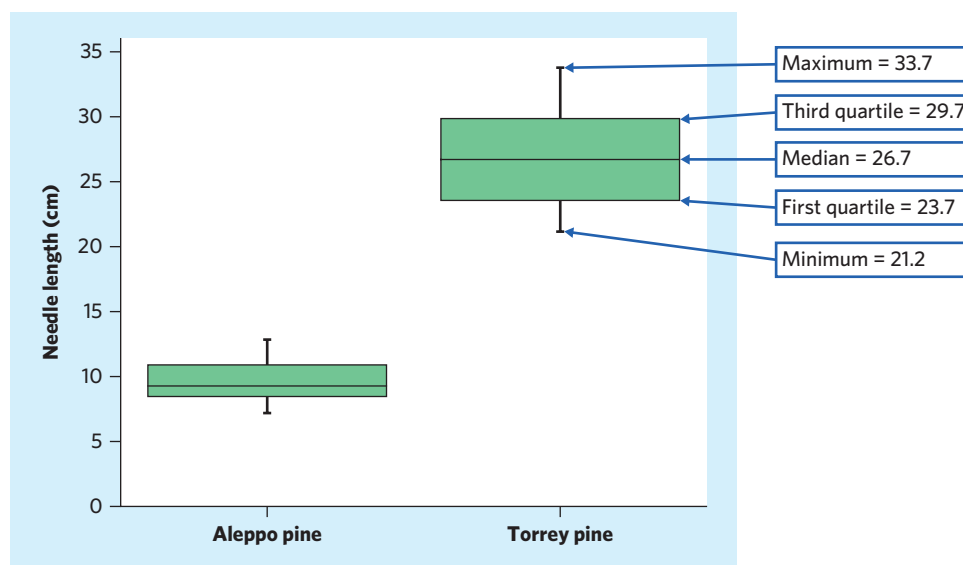 35
30
25
20
15
10
5
0
Needle length (cm)
Aleppo pine
Torrey pine
Maximum = 33.7
Third quartile = 29.7
Median = 26.7
First quartile = 23.7
Minimum = 21.2